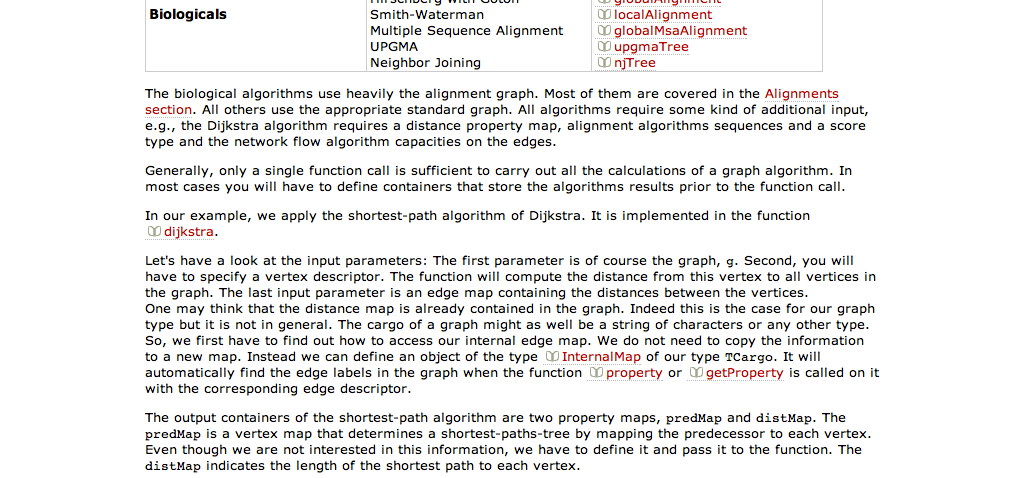 Biologicals
Smith-Waterman localAlignment
Multiple Sequence Alignment globalMsaAlignment
UPGMA upgmaTree
Neighbor Joining njTree
The biological algorithms use heavily the alignment graph. Most of them are covered in the Alignments
section. All others use the appropriate standard graph. All algorithms require some kind of additional input,
e.g., the Dijkstra algorithm requires a distance property map, alignment algorithms sequences and a score
type and the network flow algorithm capacities on the edges.
Generally, only a single function call is sufficient to carry out all the calculations of a graph algorithm. In
most cases you will have to define containers that store the algorithms results prior to the function call.
In our example, we apply the shortest-path algorithm of Dijkstra. It is implemented in the function
dijkstra.
Let's have a look at the input parameters: The first parameter is of course the graph, g. Second, you will
have to specify a vertex descriptor. The function will compute the distance from this vertex to all vertices in
the graph. The last input parameter is an edge map containing the distances between the vertices.
One may think that the distance map is already contained in the graph. Indeed this is the case for our graph
type but it is not in general. The cargo of a graph might as well be a string of characters or any other type.
So, we first have to find out how to access our internal edge map. We do not need to copy the information
to a new map. Instead we can define an object of the type InternalMap of our type TCargo. It will
automatically find the edge labels in the graph when the function property or getProperty is called on it
with the corresponding edge descriptor.
The output containers of the shortest-path algorithm are two property maps, predMap and distMap. The
predMap is a vertex map that determines a shortest-paths-tree by mapping the predecessor to each vertex.
Even though we are not interested in this information, we have to define it and pass it to the function. The
distMap indicates the length of the shortest path to each vertex.